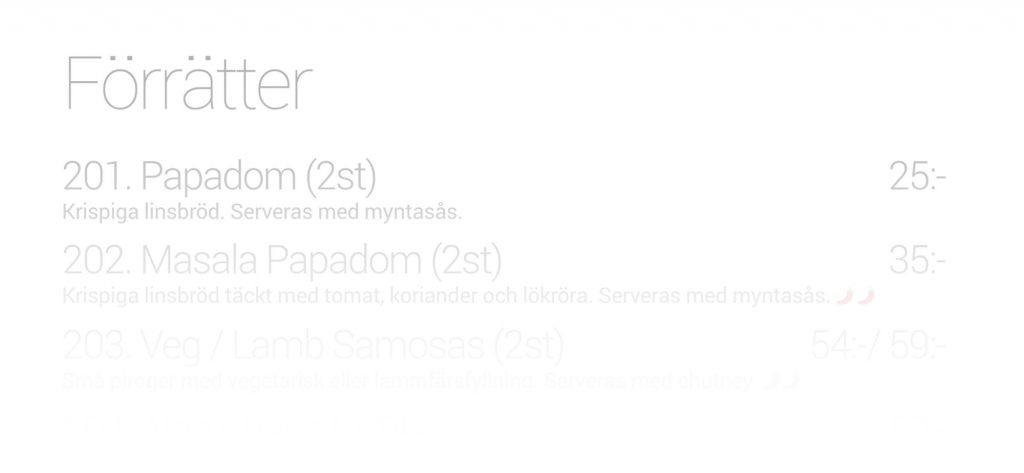 Förrätter
201. Papadom (2st) 25:-
Krispiga linsbröd. Serveras med myntasås.
202. Masala Papadom (2st) 35:-
Krispiga linsbröd täckt med tomat, koriander och lökröra. Serveras med myntasås.
203. Veg / Lamb Samosas (2st) 54:-/ 59:-
Små piroger med vegetarisk eller lammfärsfyllning. Serveras med chutney